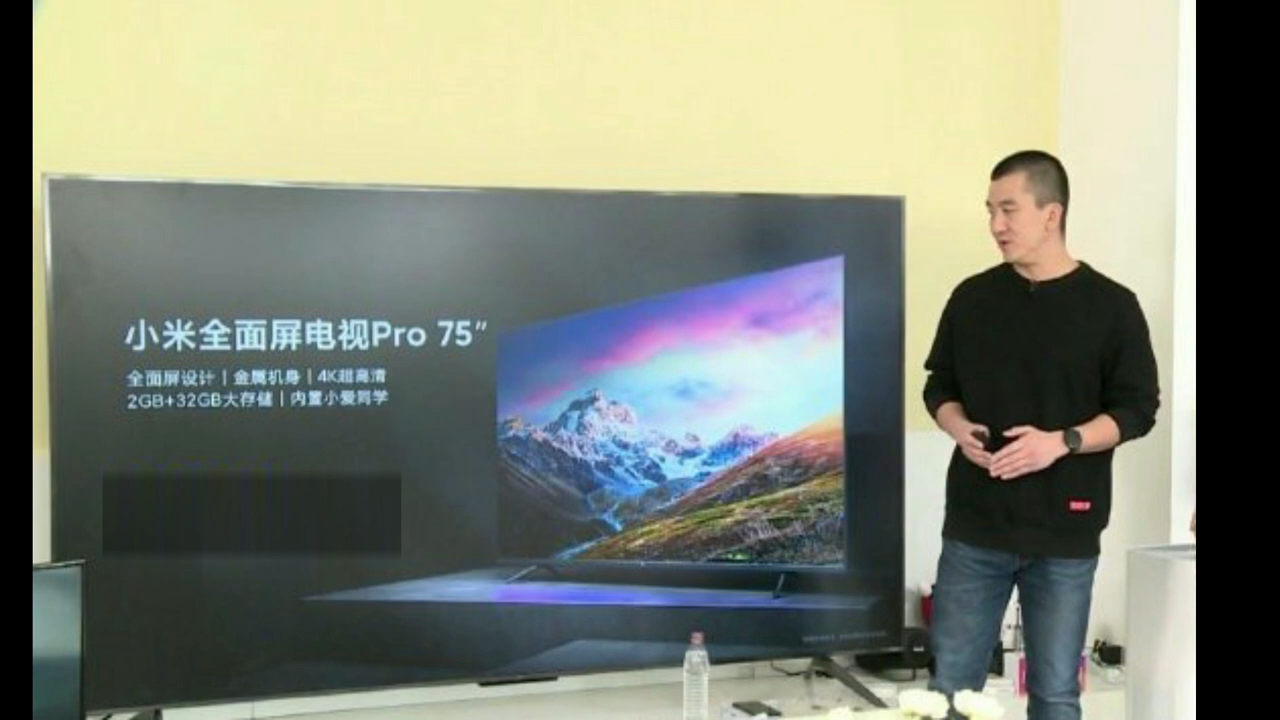 小米全面屏电视Pro 75”
全面屏设计 | 金属机身 | 4K超高清
2GB+32GB大存储 | 内置小爱同学